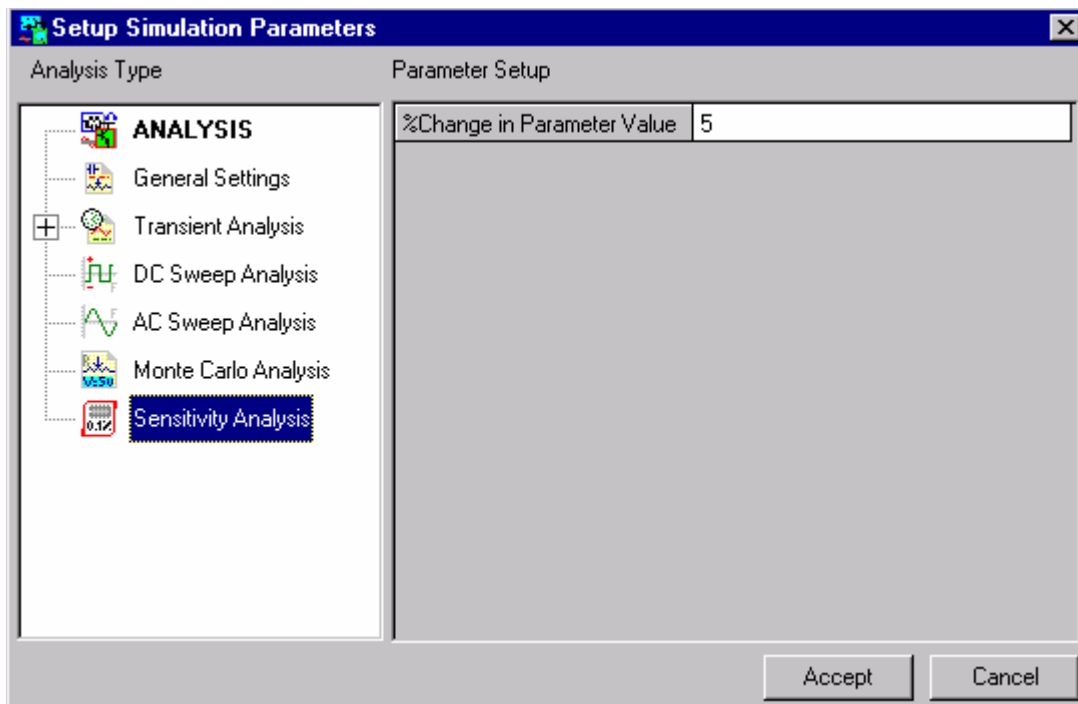 Setup Simulation Parameters
Analysis Type
Parameter Setup
ANALYSIS
General Settings
Transient Analysis
DC Sweep Analysis
AC Sweep Analysis
Monte Carlo Analysis
Sensitivity Analysis
%Change in Parameter Value 5
Accept
Cancel